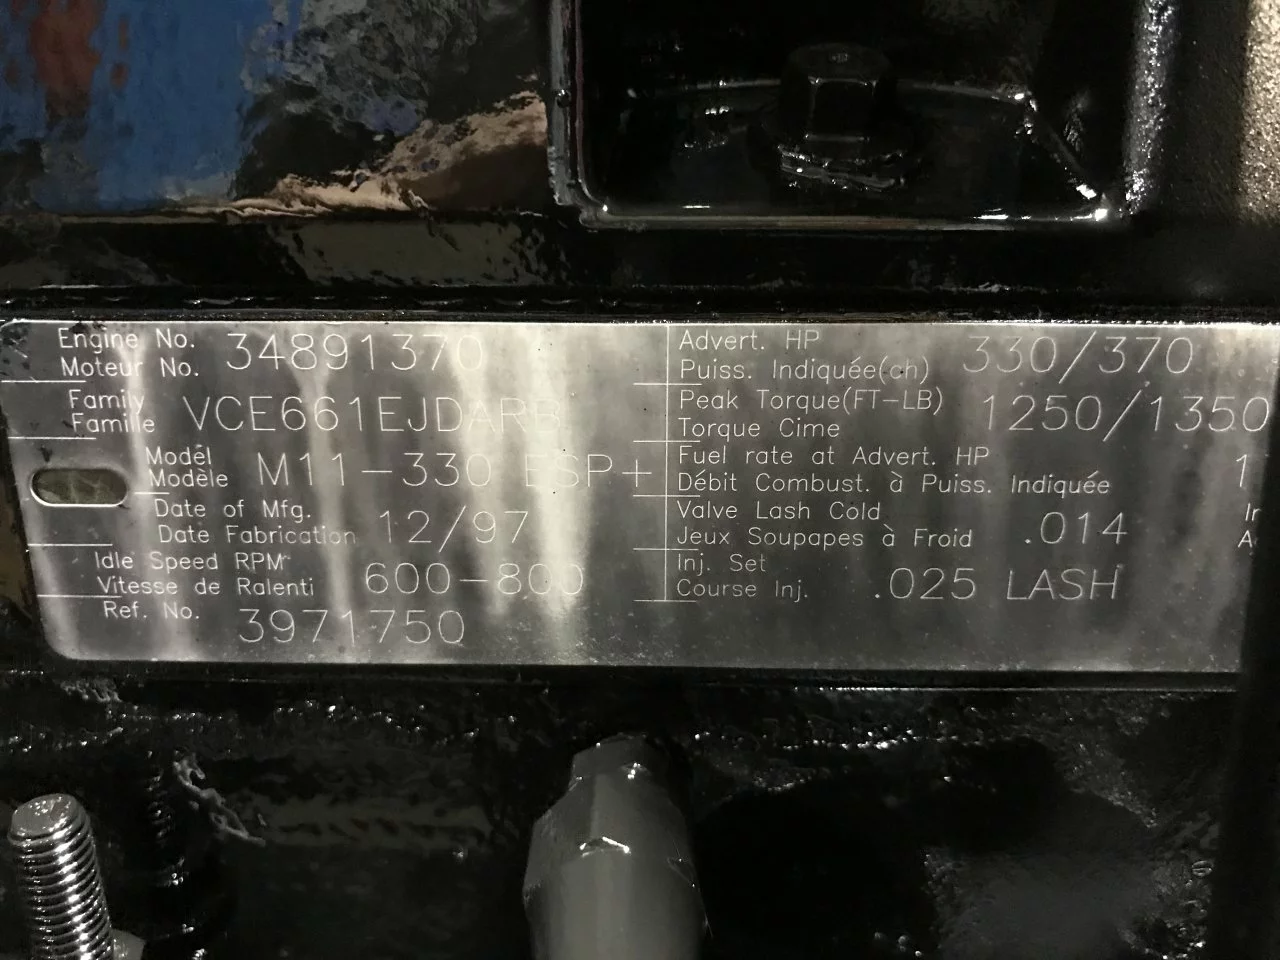 Engine No. 34891370
Moteur No.
Family VCE661EJDARB
Famille
Model M11-330 ESP+
Modèle
Date of Mfg. 12/97
Date Fabrication
Idle Speed RPM 600-800
Vitesse de Ralenti
Ref. No. 3971750
Advert. HP 330/370
Puiss. Indiquée(ch)
Peak Torque(FT-LB) 1250/1350
Torque Cime
Fuel rate at Advert. HP
Débit Combust. à Puiss. Indiquée
Valve Lash Cold .014
Jeux Soupapes à Froid
Inj. Set .025 LASH
Course Inj.